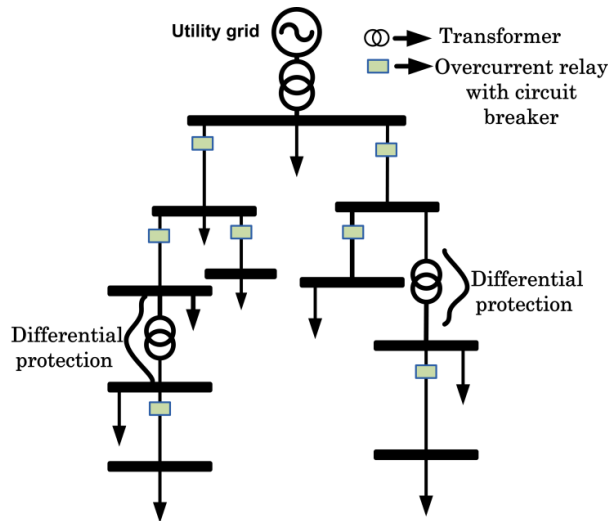 Utility grid
Transformer
Overcurrent relay
with circuit
breaker
Differential
protection
Differential
protection